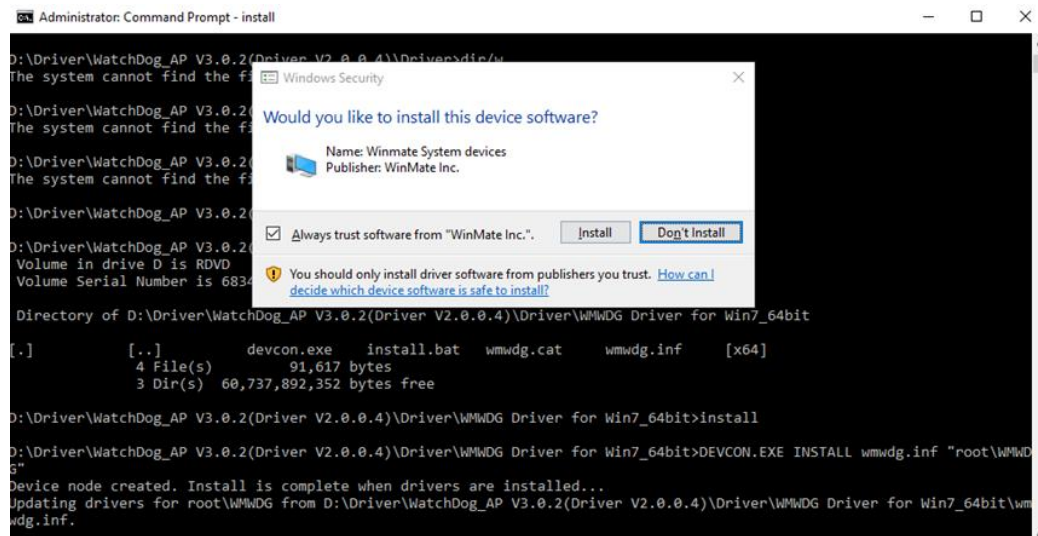 Administrator: Command Prompt - install
D:\Driver\WatchDog_AP V3.0.2(Driver V2.0.0.4)\\Driver>dir/w
The system cannot find the fi
D:\Driver\WatchDog_AP V3.0.2(
The system cannot find the fi
D:\Driver\WatchDog_AP V3.0.2(
The system cannot find the fi
D:\Driver\WatchDog_AP V3.0.2(
D:\Driver\WatchDog_AP V3.0.2(
Volume in drive D is RDVD
Volume Serial Number is 6834
Windows Security
Would you like to install this device software?
Name: Winmate System devices
Publisher: WinMate Inc.
Always trust software from "WinMate Inc.".
Install
Don't Install
You should only install driver software from publishers you trust. How can I
decide which device software is safe to install?
Directory of D:\Driver\WatchDog_AP V3.0.2(Driver V2.0.0.4)\Driver\WMWDG Driver for Win7_64bit
[.] [..] devcon.exe install.bat wmwdg.cat wmwdg.inf [x64]
4 File(s) 91,617 bytes
3 Dir(s) 60,737,892,352 bytes free
D:\Driver\WatchDog_AP V3.0.2(Driver V2.0.0.4)\Driver\WMWDG Driver for Win7_64bit>install
D:\Driver\WatchDog_AP V3.0.2(Driver V2.0.0.4)\Driver\WMWDG Driver for Win7_64bit>DEVCON.EXE INSTALL wmwdg.inf "root\WMWD
G"
Device node created. Install is complete when drivers are installed...
Updating drivers for root\WMWDG from D:\Driver\WatchDog_AP V3.0.2(Driver V2.0.0.4)\Driver\WMWDG Driver for Win7_64bit\wm
wdg.inf.